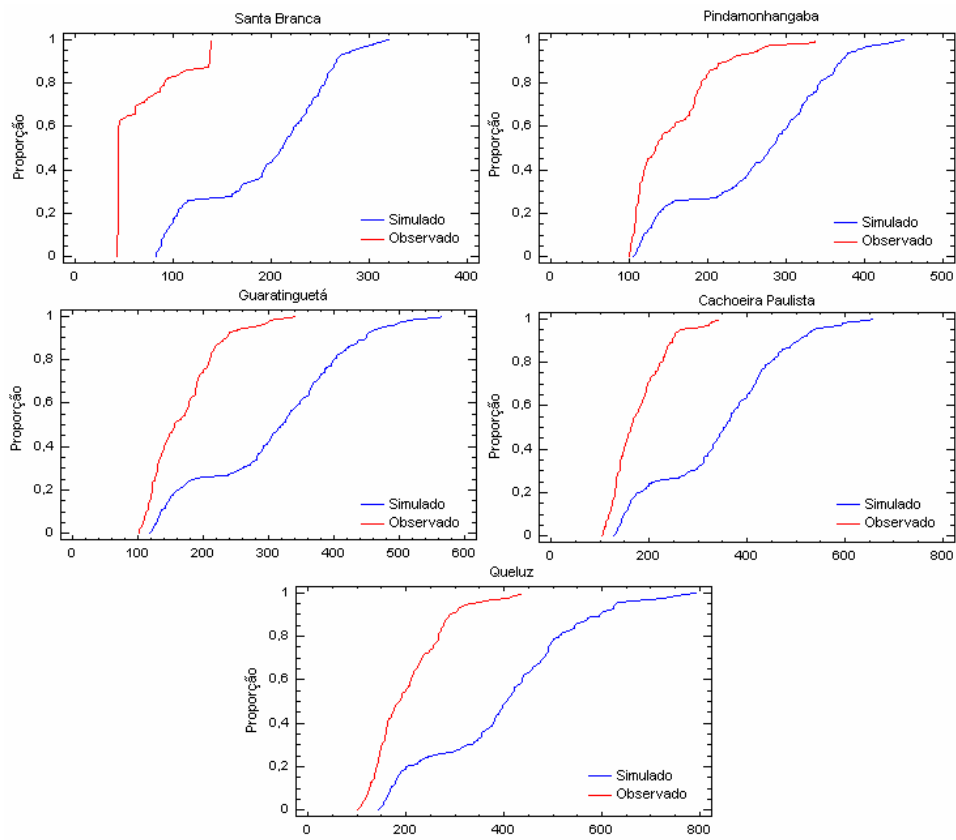 Santa Branca
Proporção
1
0,8
0,6
0,4
0,2
0
0 100 200 300 400
Simulado
Observado
Pindamonhangaba
Proporção
1
0,8
0,6
0,4
0,2
0
0 100 200 300 400 500
Simulado
Observado
Guaratinguetá
Proporção
1
0,8
0,6
0,4
0,2
0
0 100 200 300 400 500 600
Simulado
Observado
Cachoeira Paulista
Proporção
1
0,8
0,6
0,4
0,2
0
0 200 400 600 800
Simulado
Observado
Queluz
Proporção
1
0,8
0,6
0,4
0,2
0
0 200 400 600 800
Simulado
Observado